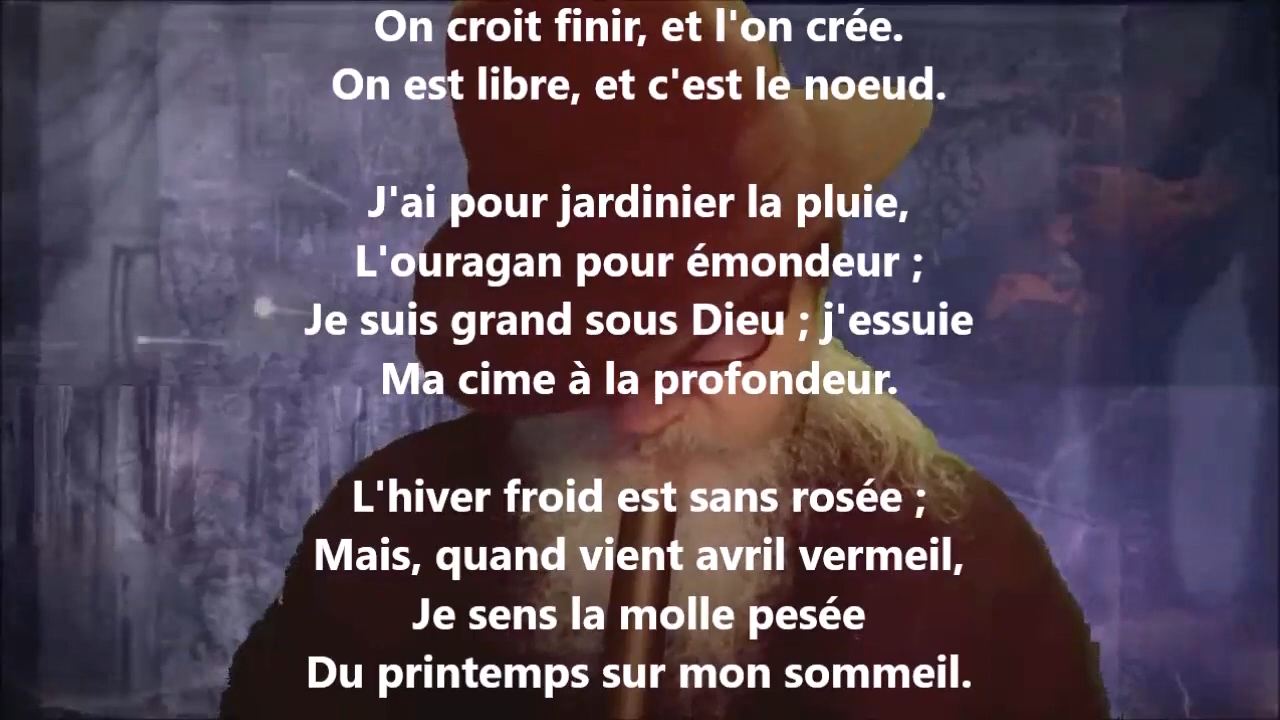 On croit finir, et l'on crée.
On est libre, et c'est le noeud.
J'ai pour jardinier la pluie,
L'ouragan pour émondeur ;
Je suis grand sous Dieu ; j'essuie
Ma cime à la profondeur.
L'hiver froid est sans rosée ;
Mais, quand vient avril vermeil,
Je sens la molle pesée
Du printemps sur mon sommeil.